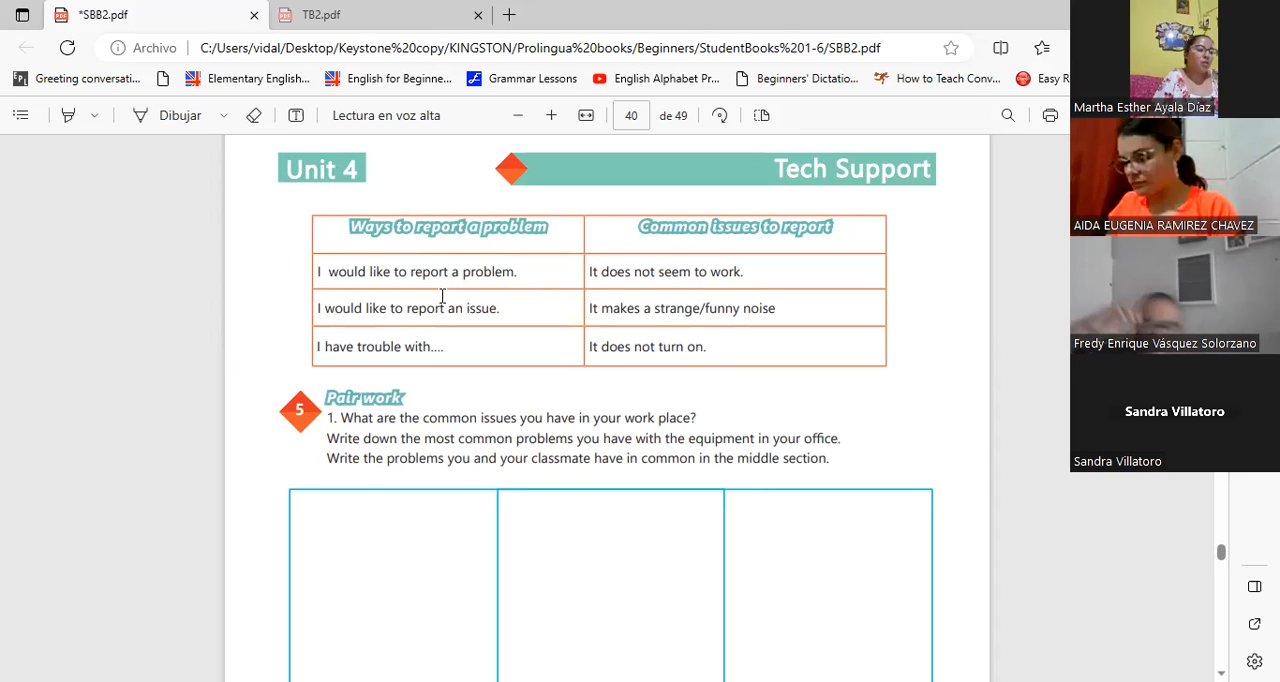 *SBB2.pdf
TB2.pdf
Archivo
C:/Users/vidal/Desktop/Keystone%20copy/KINGSTON/Prolingua%20books/Beginners/StudentBooks%201-6/SBB2.pdf
Greeting conversati...
Elementary English...
English for Beginne...
Grammar Lessons
English Alphabet Pr...
Beginners' Dictatio...
How to Teach Conv...
Easy R
Dibujar
Lectura en voz alta
40
de 49
Unit 4
Tech Support
Ways to report a problem
Common issues to report
I would like to report a problem.
It does not seem to work.
I would like to report an issue.
It makes a strange/funny noise
I have trouble with....
It does not turn on.
5
Pair work
1. What are the common issues you have in your work place?
Write down the most common problems you have with the equipment in your office.
Write the problems you and your classmate have in common in the middle section.
Martha Esther Ayala Díaz
AIDA EUGENIA RAMIREZ CHAVEZ
Fredy Enrique Vásquez Solorzano
Sandra Villatoro
Sandra Villatoro